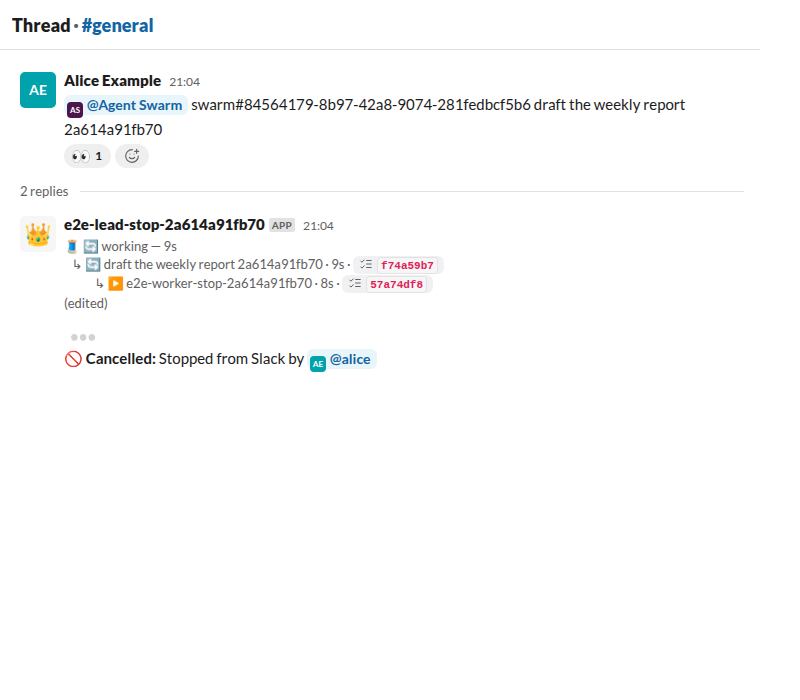 Thread • #general
AE
Alice Example 21:04
AS @Agent Swarm swarm#84564179-8b97-42a8-9074-281fedbcf5b6 draft the weekly report
2a614a91fb70
👀 1
2 replies
e2e-lead-stop-2a614a91fb70 APP 21:04
🧵 🔄 working — 9s
↳ 🔄 draft the weekly report 2a614a91fb70 · 9s · f74a59b7
↳ ▶️ e2e-worker-stop-2a614a91fb70 · 8s · 57a74df8
(edited)
🚫 Cancelled: Stopped from Slack by AE @alice